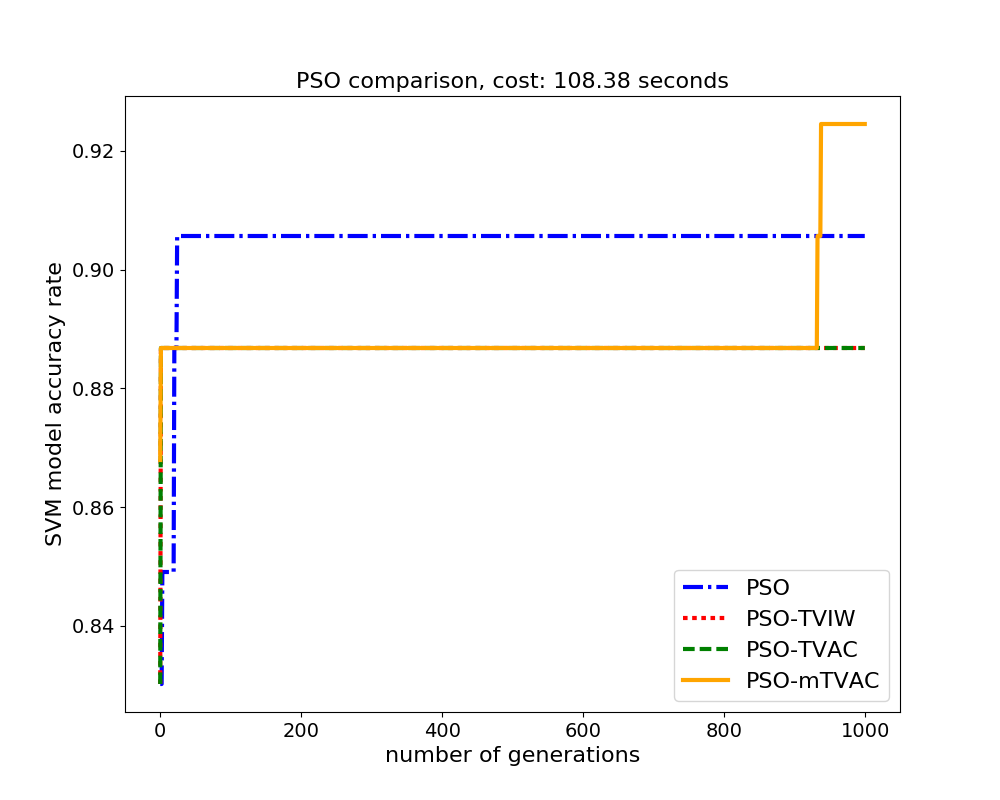 PSO comparison, cost: 108.38 seconds
SVM model accuracy rate
0.92
0.90
0.88
0.86
0.84
0
200
400
600
800
1000
number of generations
PSO
PSO-TVIW
PSO-TVAC
PSO-mTVAC